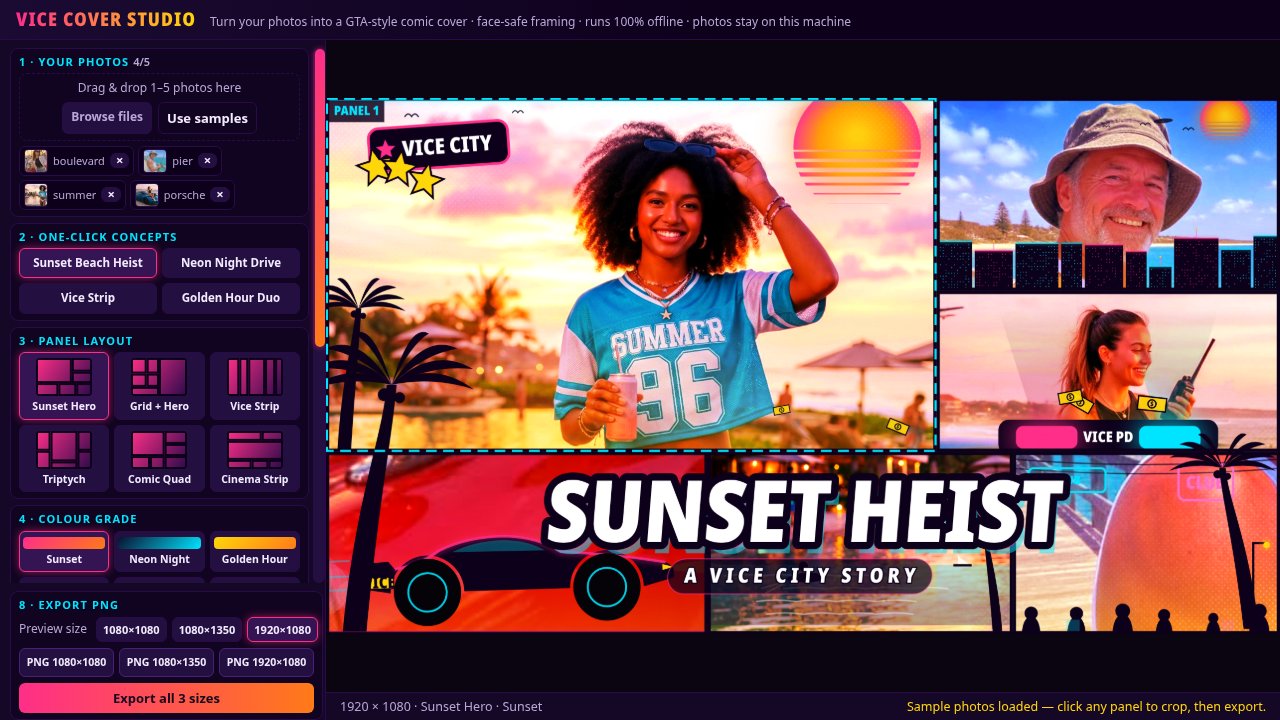 VICE COVER STUDIO
Turn your photos into a GTA-style comic cover · face-safe framing · runs 100% offline · photos stay on this machine
1 · YOUR PHOTOS 4/5
Drag & drop 1–5 photos here
Browse files
Use samples
boulevard ×
pier ×
summer ×
porsche ×
2 · ONE-CLICK CONCEPTS
Sunset Beach Heist
Neon Night Drive
Vice Strip
Golden Hour Duo
3 · PANEL LAYOUT
Sunset Hero
Grid + Hero
Vice Strip
Triptych
Comic Quad
Cinema Strip
4 · COLOUR GRADE
Sunset
Neon Night
Golden Hour
8 · EXPORT PNG
Preview size
1080×1080
1080×1350
1920×1080
PNG 1080×1080
PNG 1080×1350
PNG 1920×1080
Export all 3 sizes
PANEL 1
VICE CITY
SUMMER
96
VICE PD
SUNSET HEIST
A VICE CITY STORY
1920 × 1080 · Sunset Hero · Sunset
Sample photos loaded — click any panel to crop, then export.